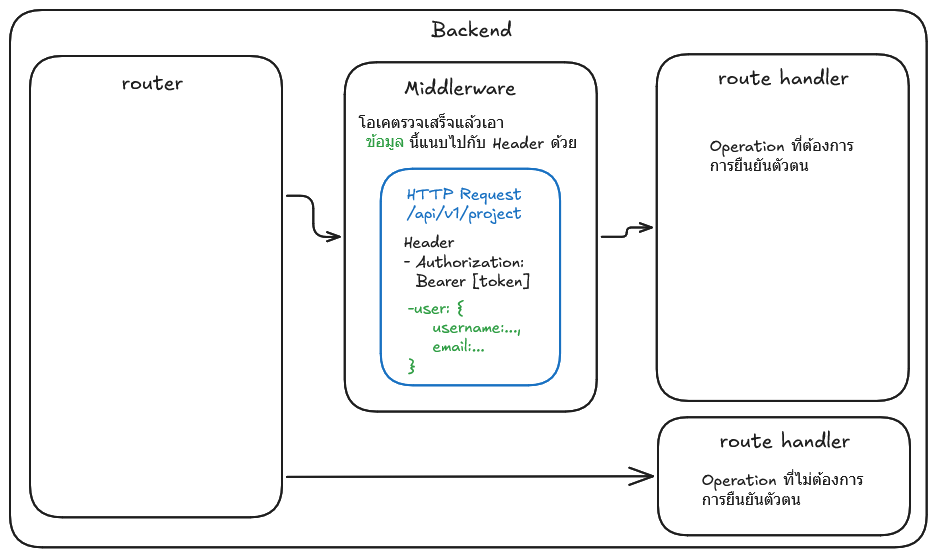 Backend
router
Middlerware
โอเคตรวจเสร็จแล้วเอา
ข้อมูล นี้แนบไปกับ Header ด้วย
HTTP Request
/api/v1/project
Header
- Authorization:
Bearer [token]
-user: {
username:...,
email:...
}
route handler
Operation ที่ต้องการ
การยืนยันตัวตน
route handler
Operation ที่ไม่ต้องการ
การยืนยันตัวตน